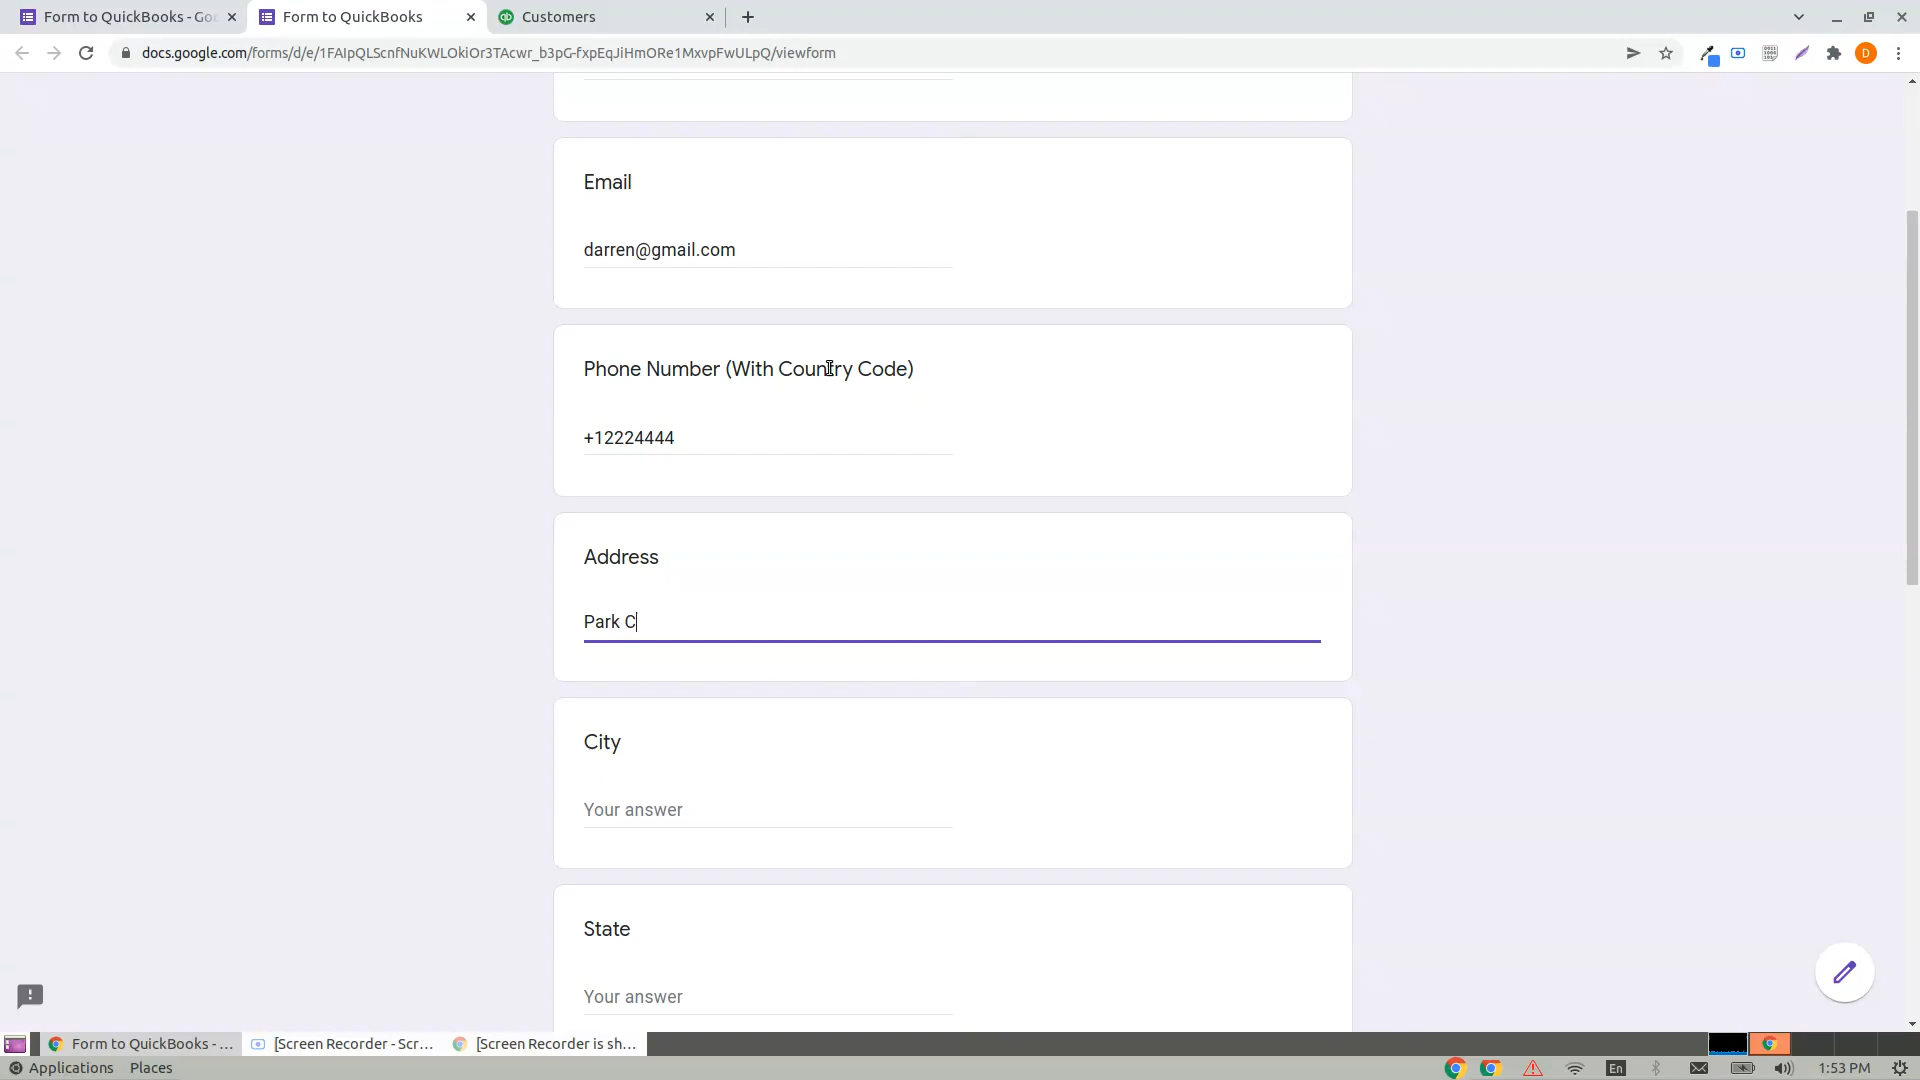 Form to QuickBooks - Goo
Form to QuickBooks
Customers
docs.google.com/forms/d/e/1FAIpQLScnfNuKWLOkiOr3TAcwr_b3pG-fxpEqJiHmORe1MxvpFwULpQ/viewform
D
Email
darren@gmail.com
Phone Number (With Country Code)
+12224444
Address
Park C
City
Your answer
State
Your answer
Form to QuickBooks - ...
[Screen Recorder - Scr...
[Screen Recorder is sh...
Applications
Places
En
1:53 PM